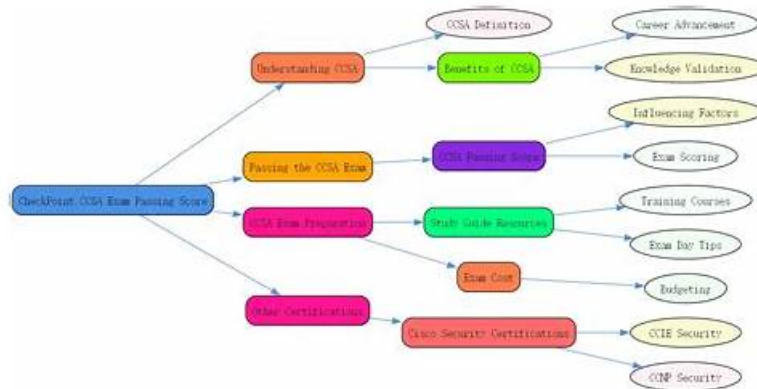 CCSA Definition
Career Advancement
Understanding CCSA
Benefits of CCSA
Knowledge Validation
Influencing Factors
Passing the CCSA Exam
CCSA Passing Score
Exam Scoring
CheckPoint CCSA Exam Passing Score
Training Courses
CCSA Exam Preparation
Study Guide Resources
Exam Day Tips
Exam Cost
Budgeting
Other Certifications
Cisco Security Certifications
CCIE Security
CCNP Security